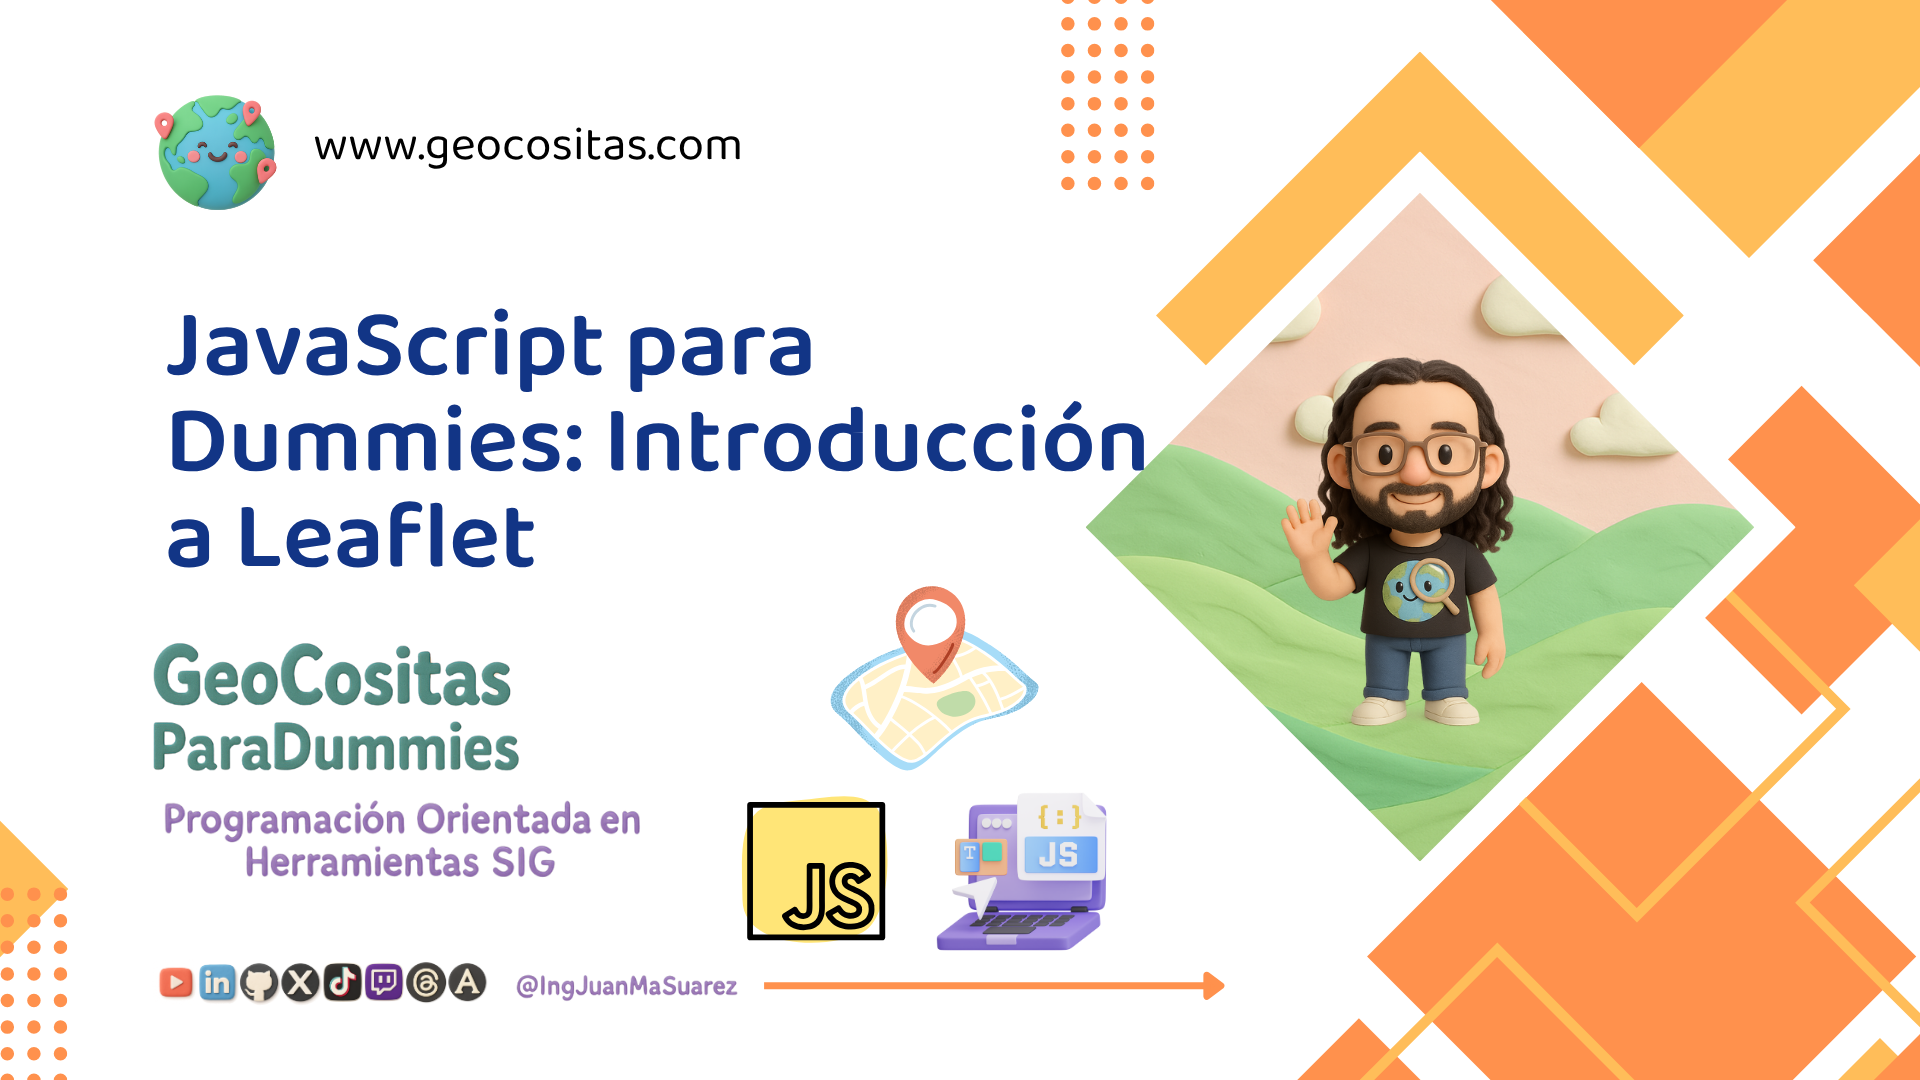 www.geocositas.com
JavaScript para
Dummies: Introducción
a Leaflet
GeoCositas
ParaDummies
Programación Orientada en
Herramientas SIG
JS
{:}
T
JS
@IngJuanMaSuarez